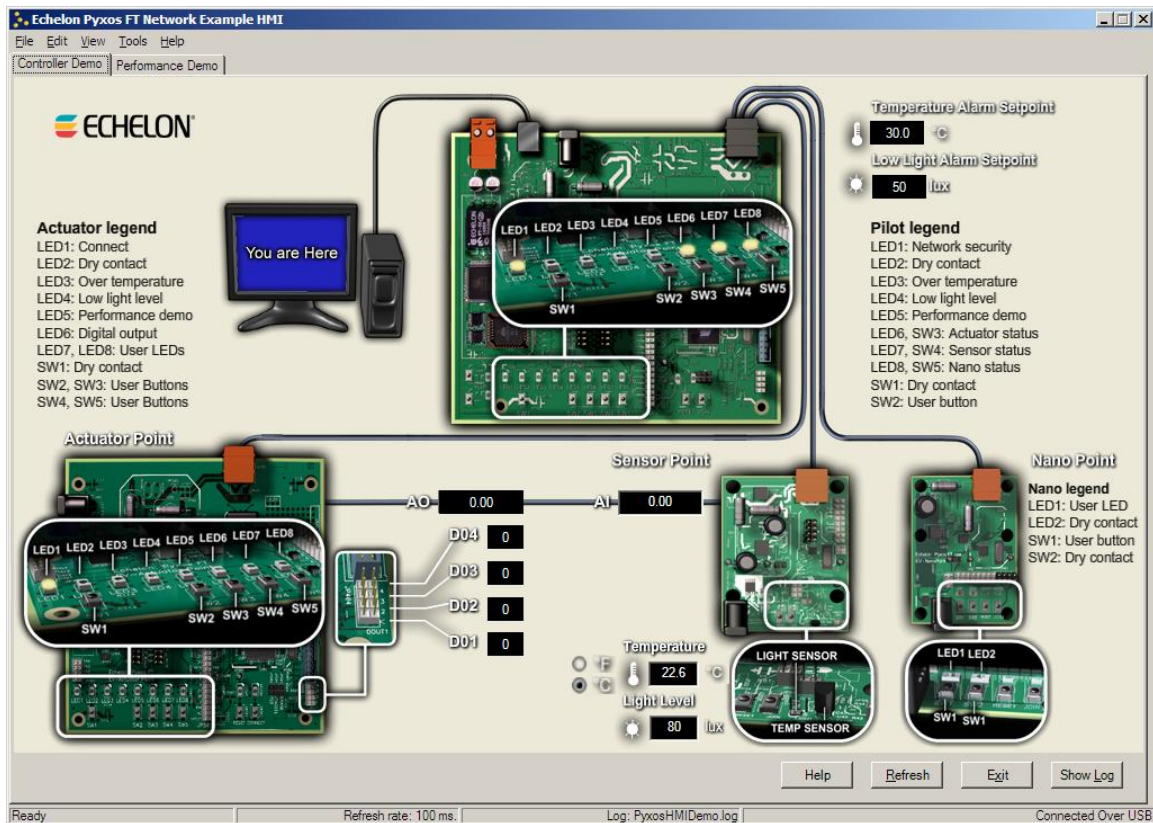 Echelon Pyxos FT Network Example HMI
File Edit View Tools Help
Controller Demo Performance Demo
ECHELON
Temperature Alarm Setpoint
30.0 °C
Low Light Alarm Setpoint
50 lux
Actuator legend
LED1: Connect
LED2: Dry contact
LED3: Over temperature
LED4: Low light level
LED5: Performance demo
LED6: Digital output
LED7, LED8: User LEDs
SW1: Dry contact
SW2, SW3: User Buttons
SW4, SW5: User Buttons
You are Here
LED1 LED2 LED3 LED4 LED5 LED6 LED7 LED8
SW1 SW2 SW3 SW4 SW5
Pilot legend
LED1: Network security
LED2: Dry contact
LED3: Over temperature
LED4: Low light level
LED5: Performance demo
LED6, SW3: Actuator status
LED7, SW4: Sensor status
LED8, SW5: Nano status
SW1: Dry contact
SW2: User button
Actuator Point
LED1 LED2 LED3 LED4 LED5 LED6 LED7 LED8
SW1 SW2 SW3 SW4 SW5
AO 0.00
AI 0.00
D04 0
D03 0
D02 0
D01 0
DOUT1
Sensor Point
Nano Point
Nano legend
LED1: User LED
LED2: Dry contact
SW1: User button
SW2: Dry contact
°F
°C
Temperature
22.6 °C
Light Level
80 lux
LIGHT SENSOR
TEMP SENSOR
LED1 LED2
SW1 SW1
Help Refresh Exit Show Log
Ready Refresh rate: 100 ms. Log: PyxosHMIDemo.log Connected Over USB